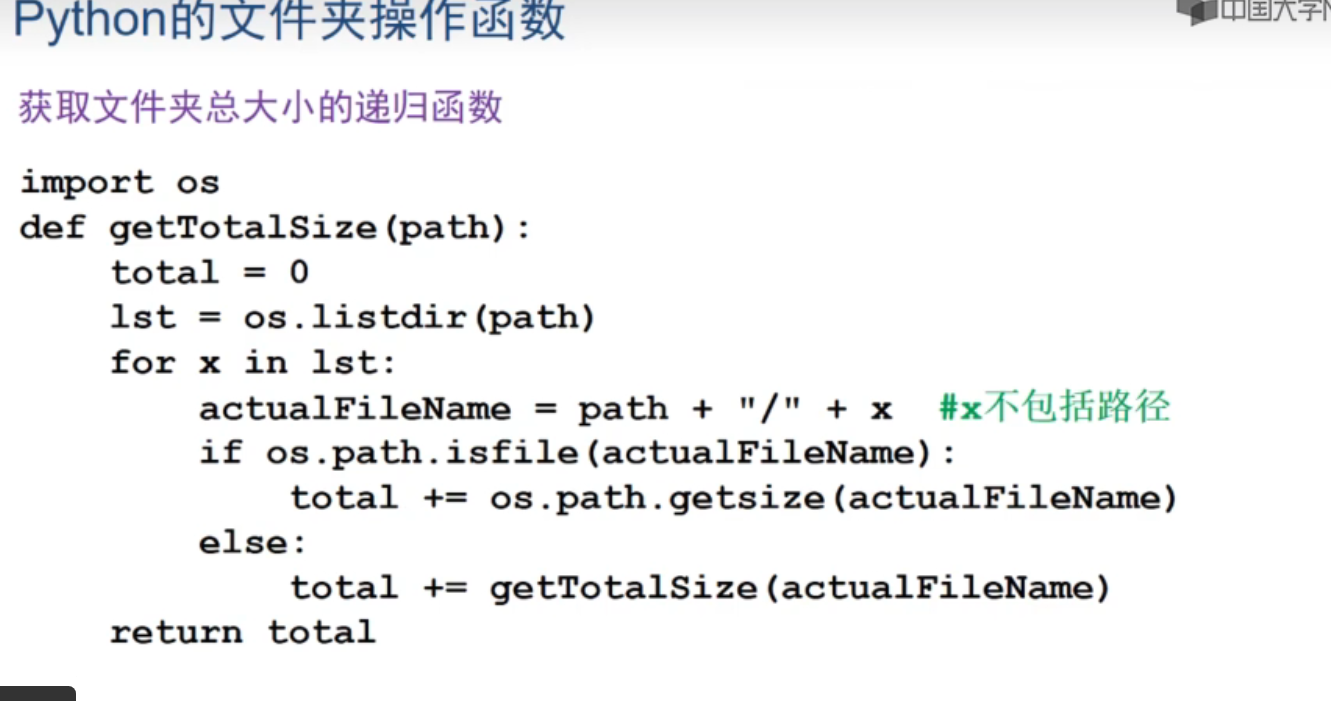 Python的文件夹操作函数
中国大学
获取文件夹总大小的递归函数
import os
def getTotalSize(path):
    total = 0
    lst = os.listdir(path)
    for x in lst:
        actualFileName = path + "/" + x  #x不包括路径
        if os.path.isfile(actualFileName):
            total += os.path.getsize(actualFileName)
        else:
            total += getTotalSize(actualFileName)
    return total